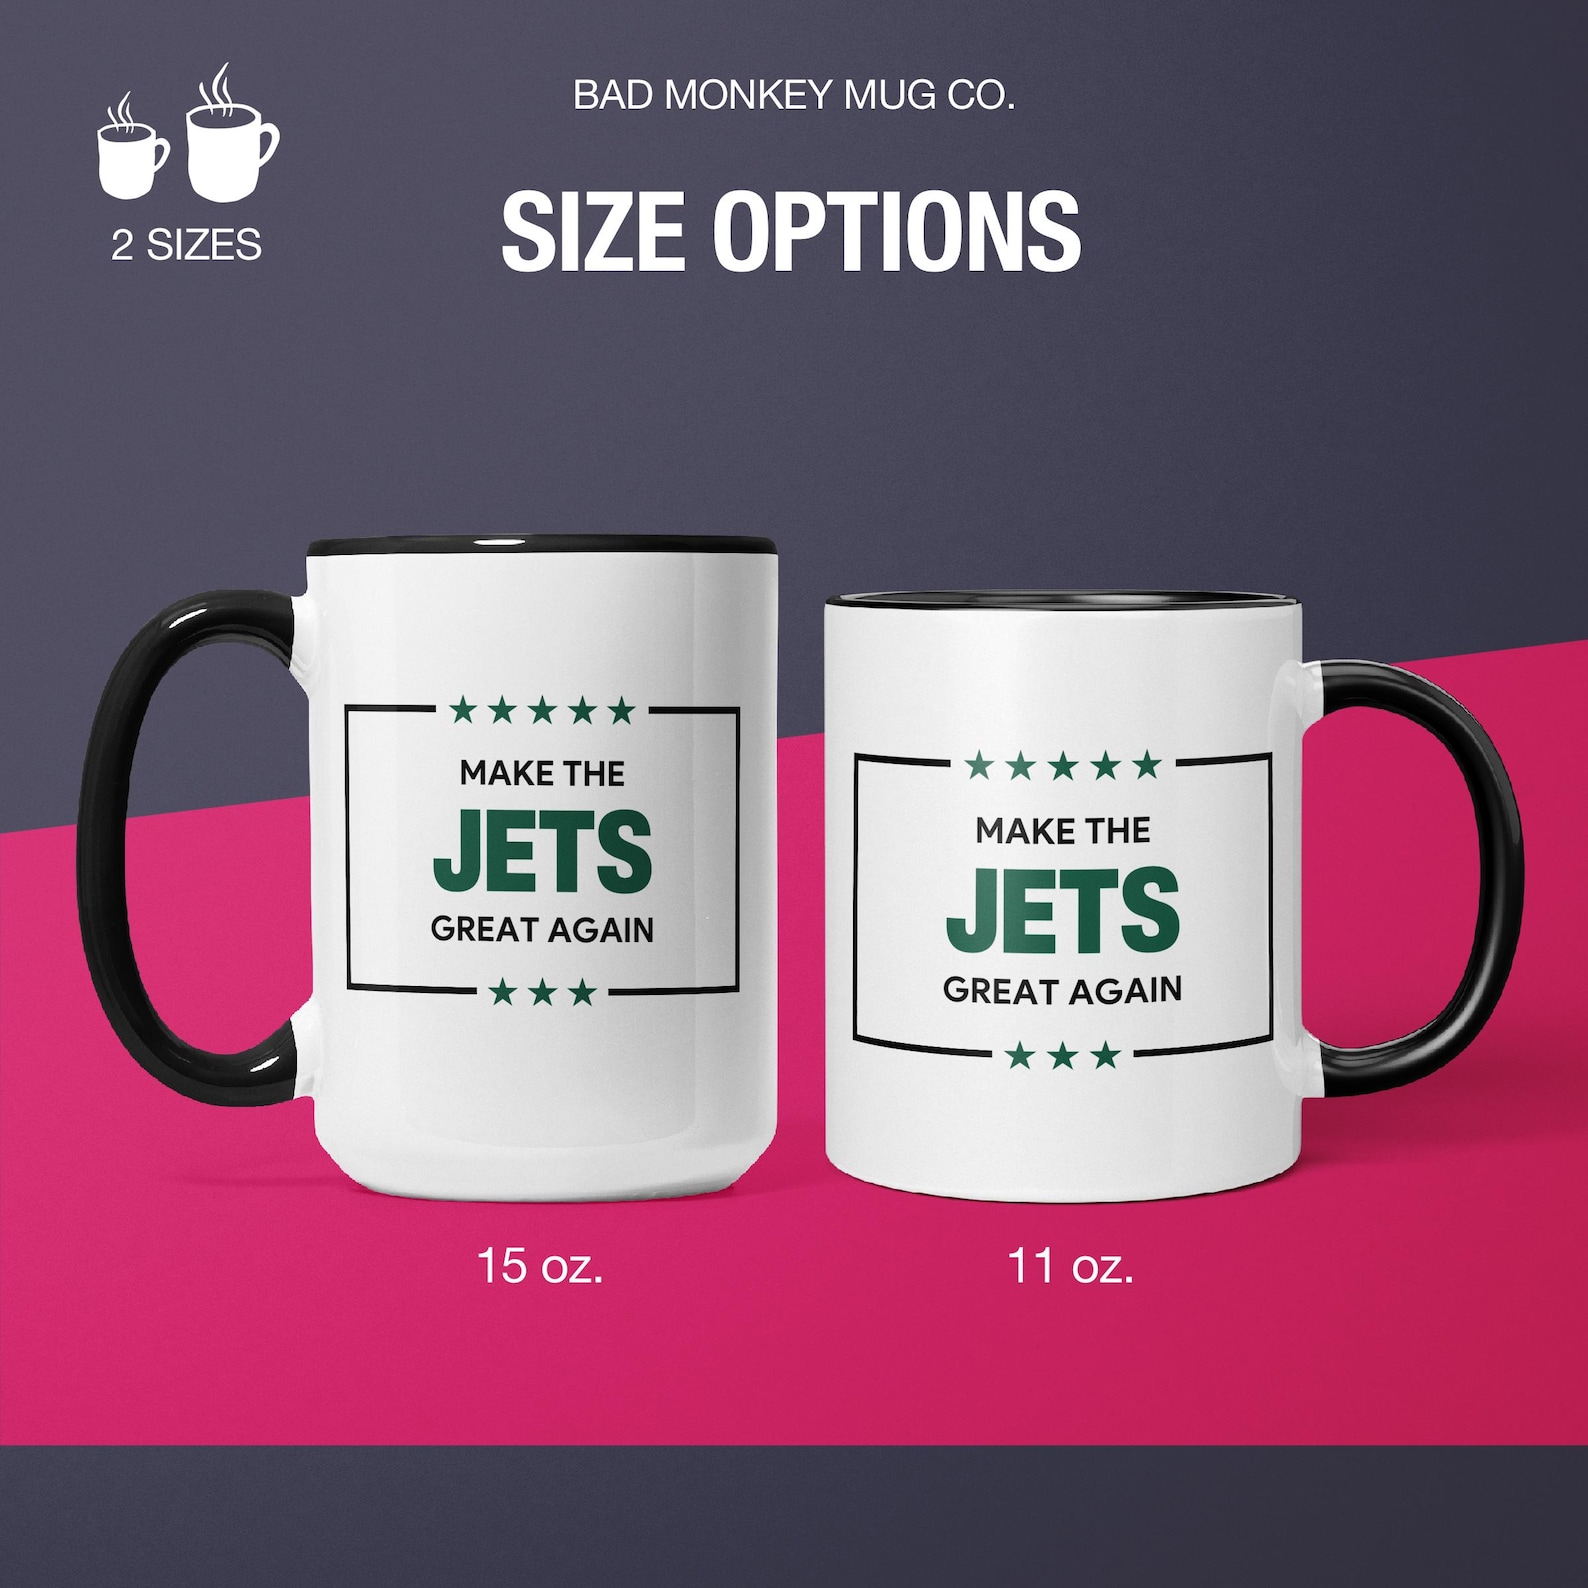 BAD MONKEY MUG CO.
2 SIZES
SIZE OPTIONS
MAKE THE
JETS
GREAT AGAIN
MAKE THE
JETS
GREAT AGAIN
15 oz.
11 oz.